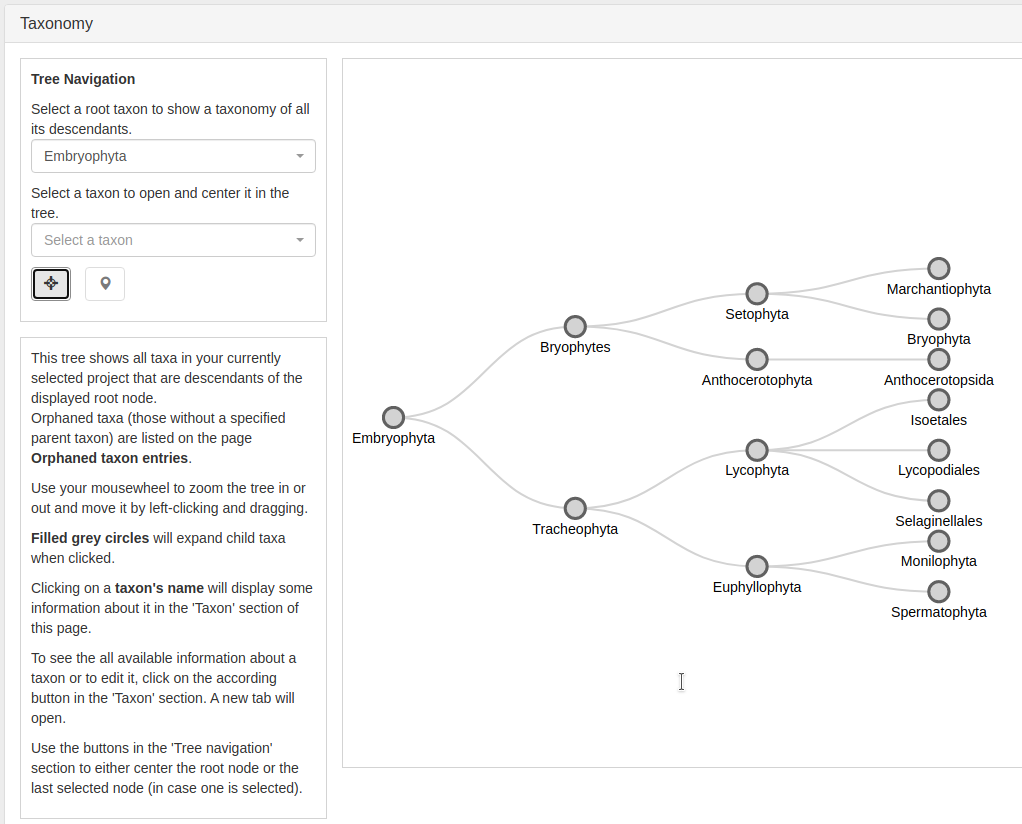 Taxonomy
Tree Navigation
Select a root taxon to show a taxonomy of all
its descendants.
Embryophyta
Select a taxon to open and center it in the
tree.
Select a taxon
This tree shows all taxa in your currently
selected project that are descendants of the
displayed root node.
Orphaned taxa (those without a specified
parent taxon) are listed on the page
Orphaned taxon entries.
Use your mousewheel to zoom the tree in or
out and move it by left-clicking and dragging.
Filled grey circles will expand child taxa
when clicked.
Clicking on a taxon's name will display some
information about it in the 'Taxon' section of
this page.
To see the all available information about a
taxon or to edit it, click on the according
button in the 'Taxon' section. A new tab will
open.
Use the buttons in the 'Tree navigation'
section to either center the root node or the
last selected node (in case one is selected).
Embryophyta
Bryophytes
Tracheophyta
Setophyta
Anthocerotophyta
Lycophyta
Euphyllophyta
Marchantiophyta
Bryophyta
Anthocerotopsida
Isoetales
Lycopodiales
Selaginellales
Monilophyta
Spermatophyta